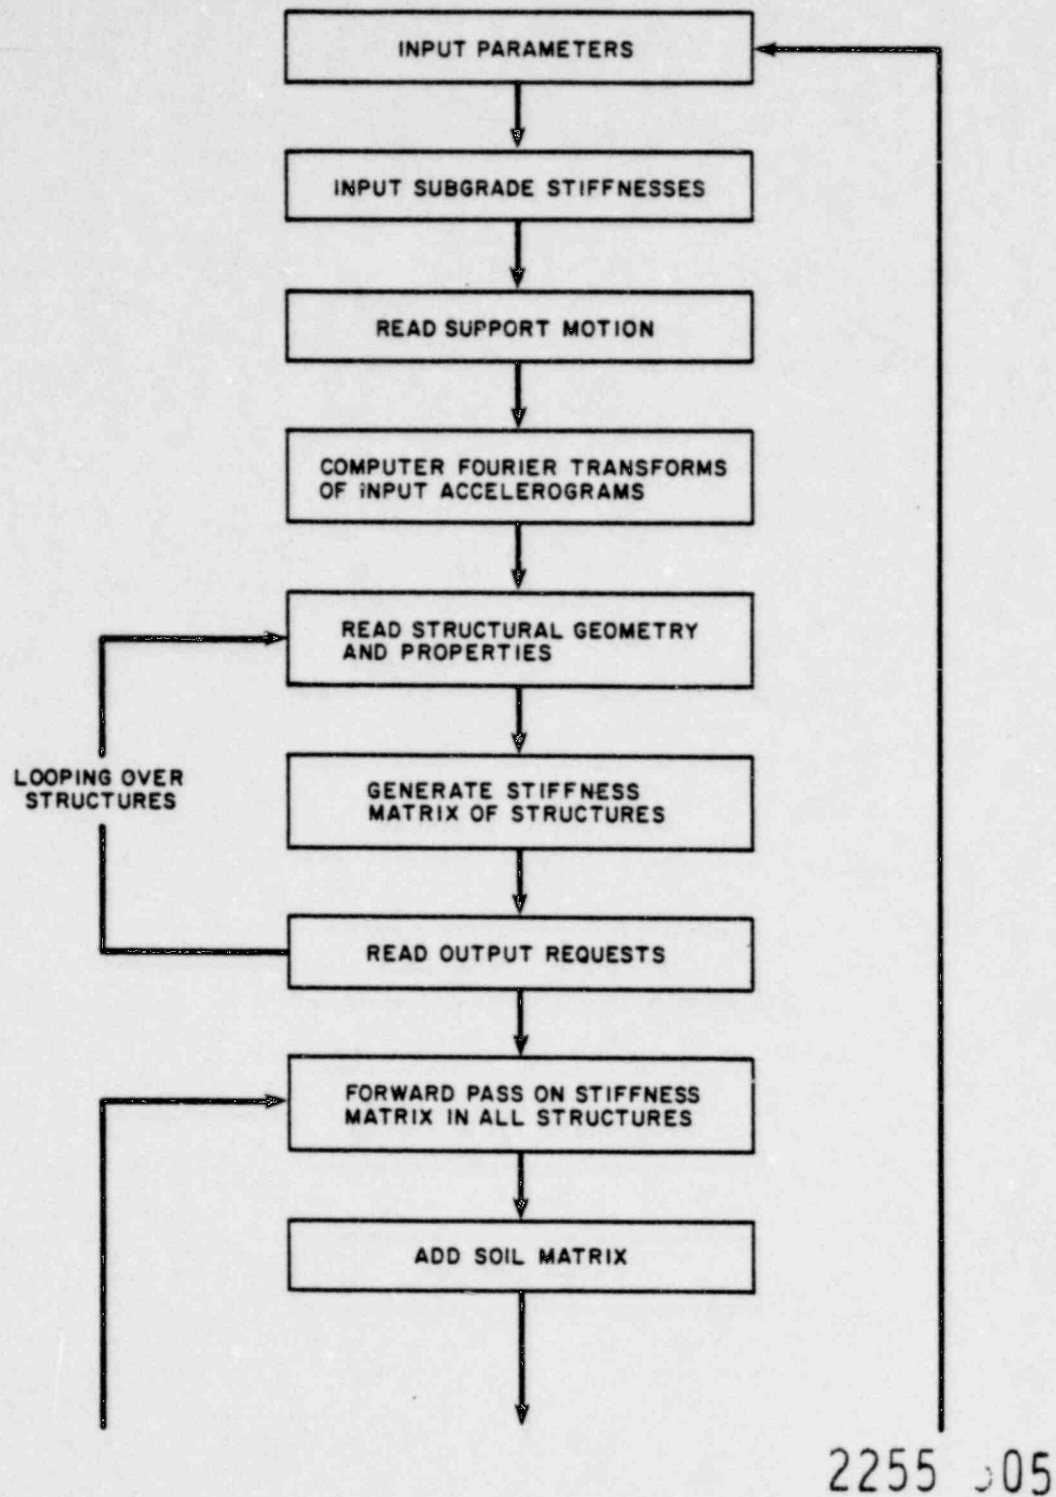 INPUT PARAMETERS
INPUT SUBGRADE STIFFNESSES
READ SUPPORT MOTION
COMPUTER FOURIER TRANSFORMS
OF INPUT ACCELEROGRAMS
READ STRUCTURAL GEOMETRY
AND PROPERTIES
LOOPING OVER
STRUCTURES
GENERATE STIFFNESS
MATRIX OF STRUCTURES
READ OUTPUT REQUESTS
FORWARD PASS ON STIFFNESS
MATRIX IN ALL STRUCTURES
ADD SOIL MATRIX
2255